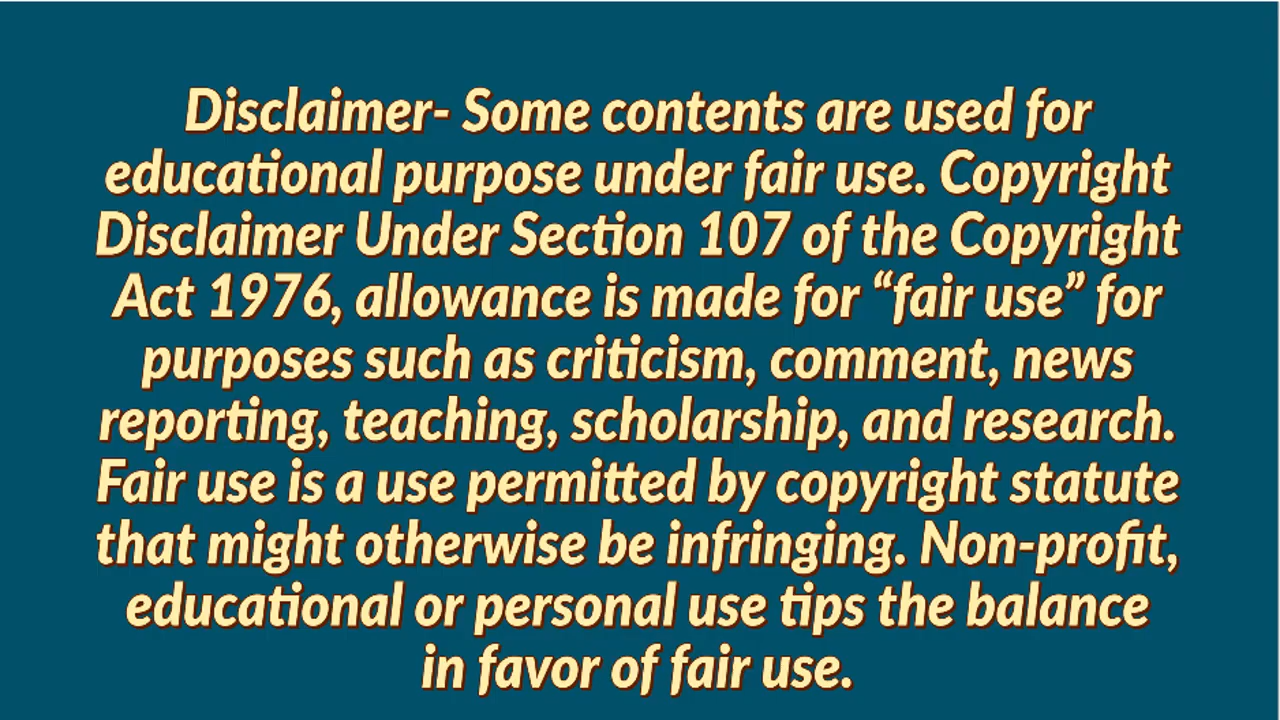 Disclaimer- Some contents are used for
educational purpose under fair use. Copyright
Disclaimer Under Section 107 of the Copyright
Act 1976, allowance is made for “fair use” for
purposes such as criticism, comment, news
reporting, teaching, scholarship, and research.
Fair use is a use permitted by copyright statute
that might otherwise be infringing. Non-profit,
educational or personal use tips the balance
in favor of fair use.